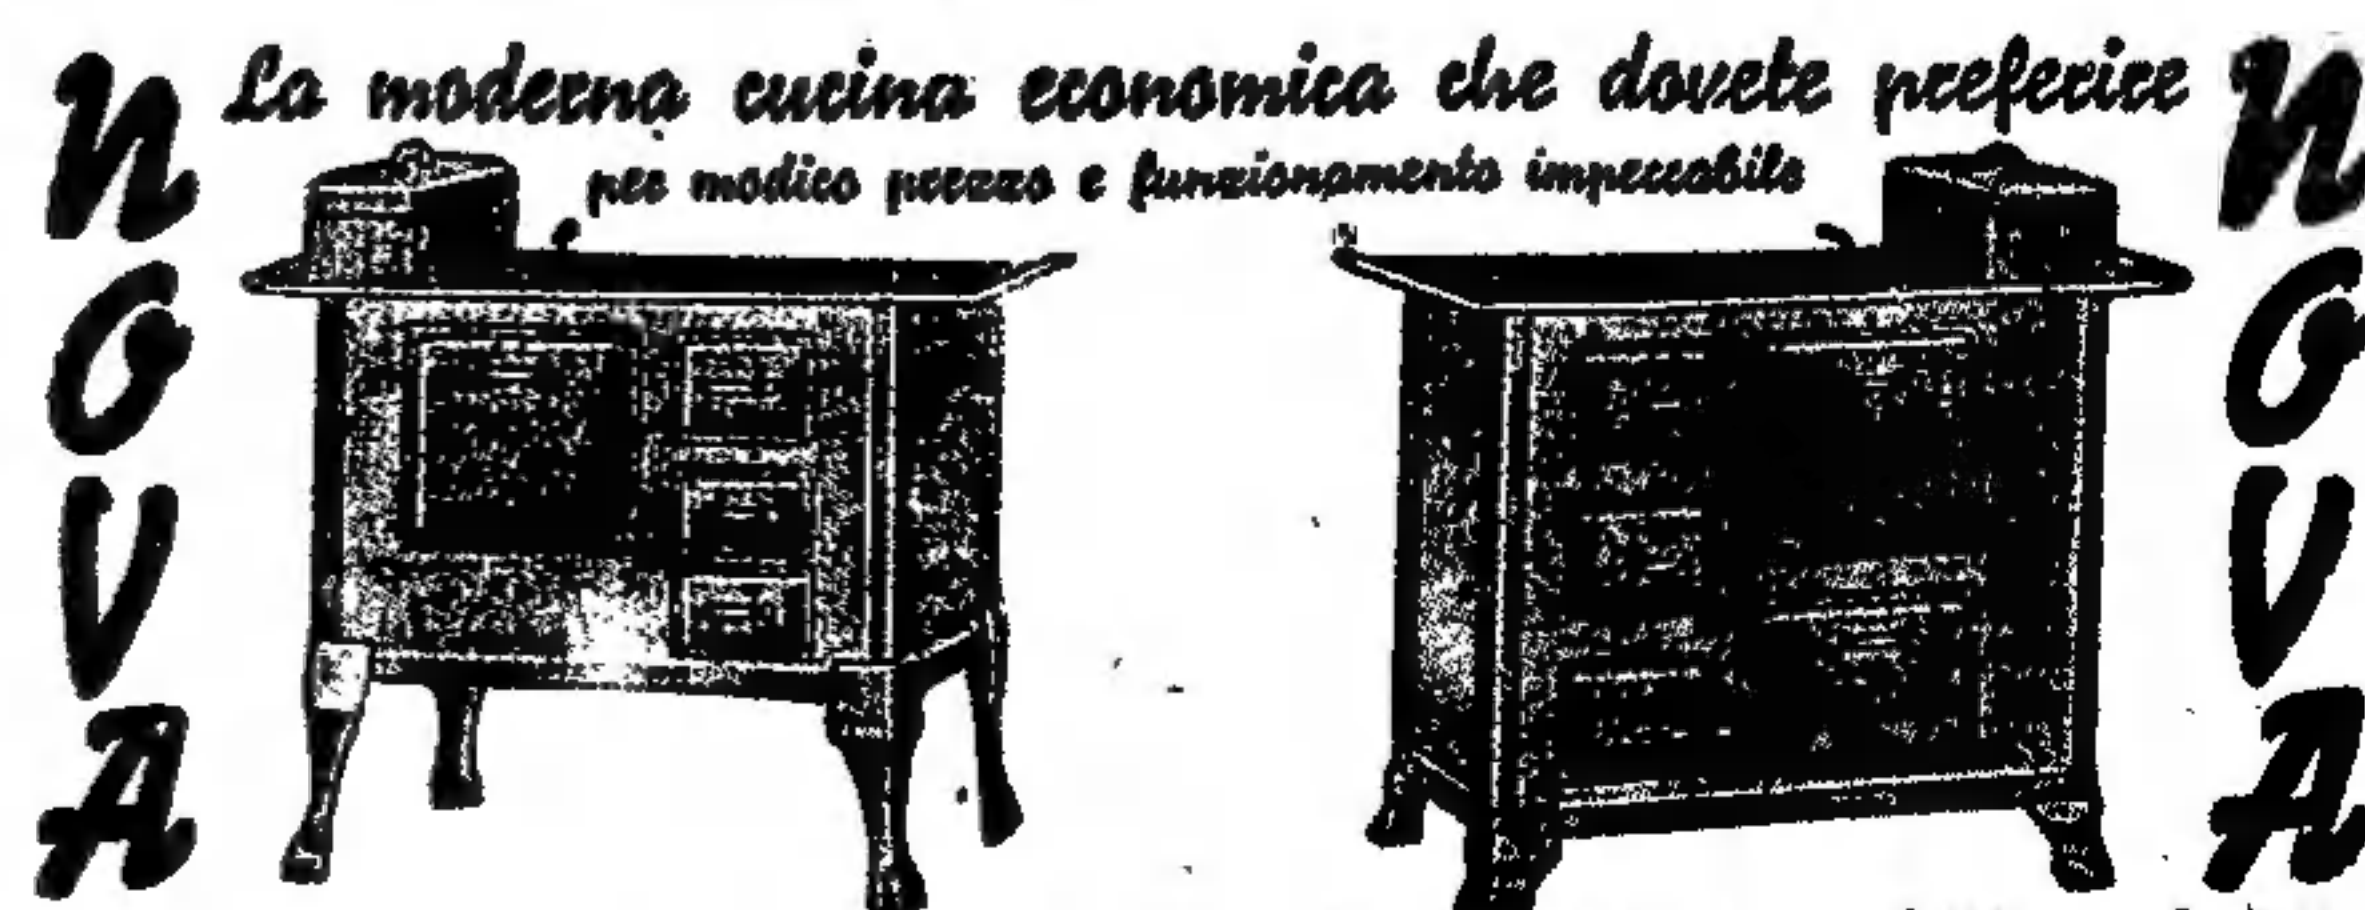 NOVA
La moderna cucina economica che dovete preferire
per modico prezzo e funzionamento impeccabile
NOVA